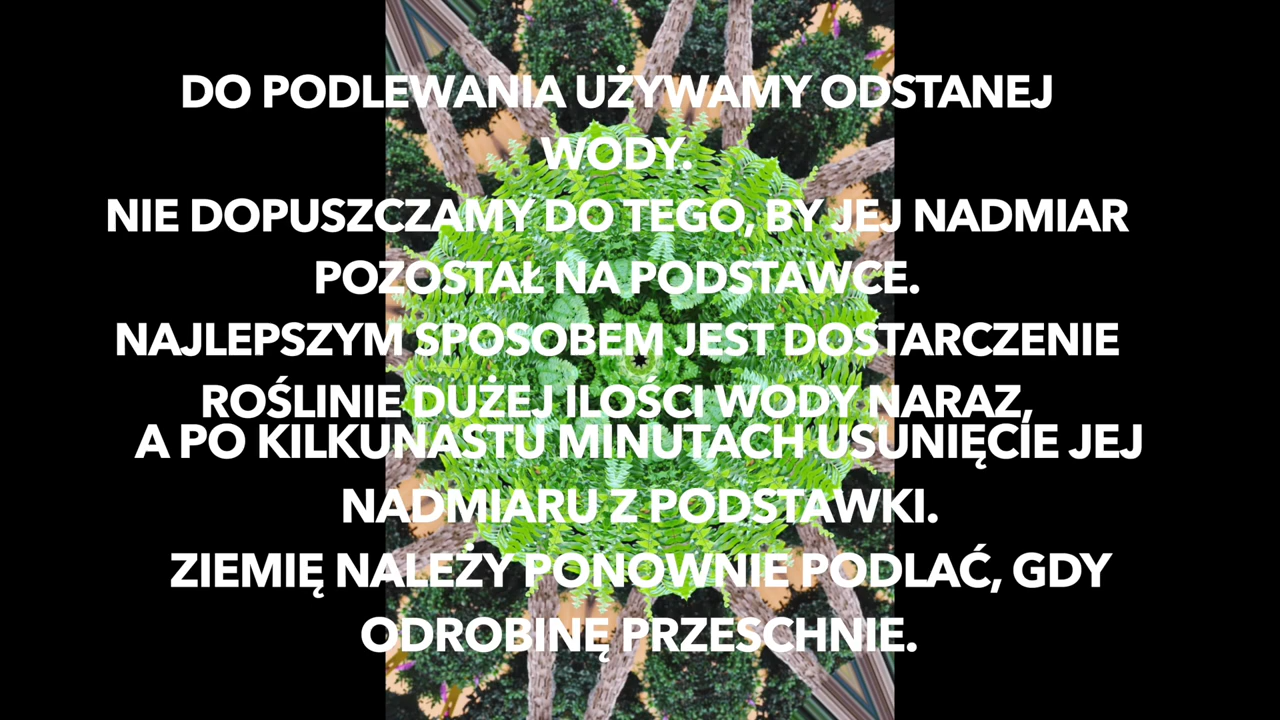 DO PODLEWANIA UŻYWAMY ODSTANEJ
WODY.
NIE DOPUSZCZAMY DO TEGO, BY JEJ NADMIAR
POZOSTAŁ NA PODSTAWCE.
NAJLEPSZYM SPOSOBEM JEST DOSTARCZENIE
ROŚLINIE DUŻEJ ILOŚCI WODY NARAZ,
A PO KILKUNASTU MINUTACH USUNIĘCIE JEJ
NADMIARU Z PODSTAWKI.
ZIEMIĘ NALEŻY PONOWNIE PODLAĆ, GDY
ODROBINĘ PRZESCHNIE.